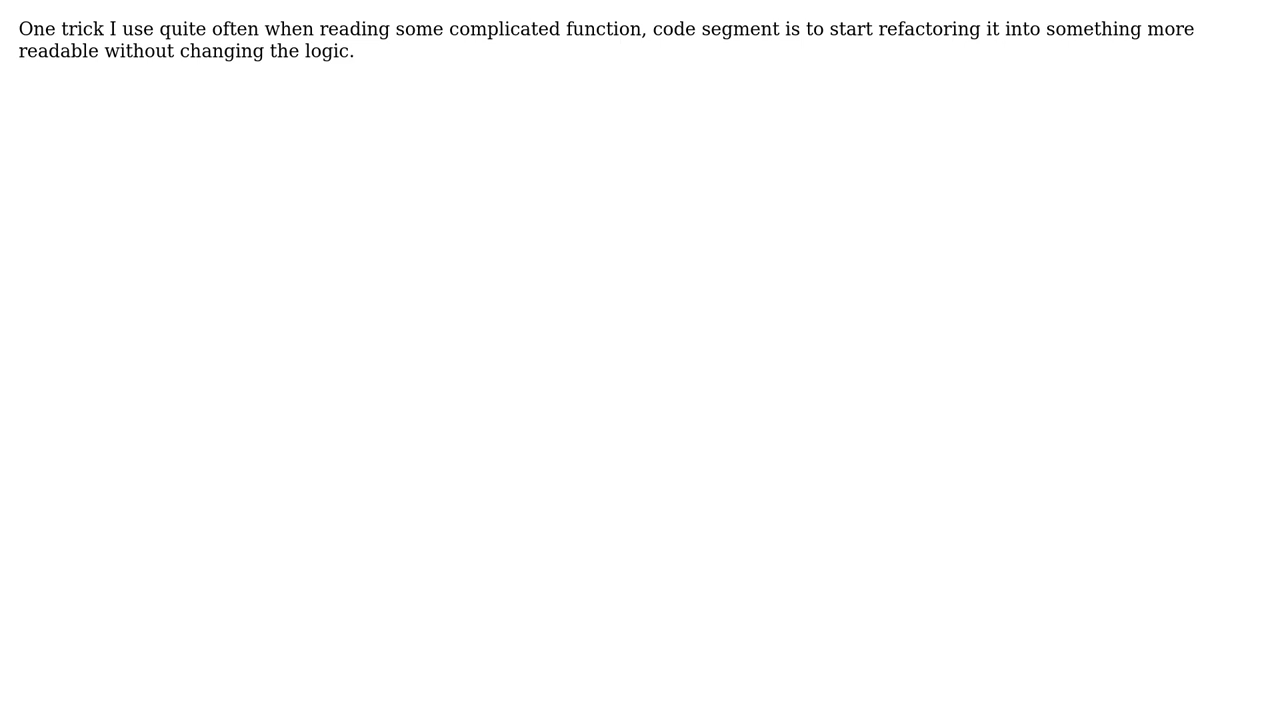 One trick I use quite often when reading some complicated function, code segment is to start refactoring it into something more
readable without changing the logic.